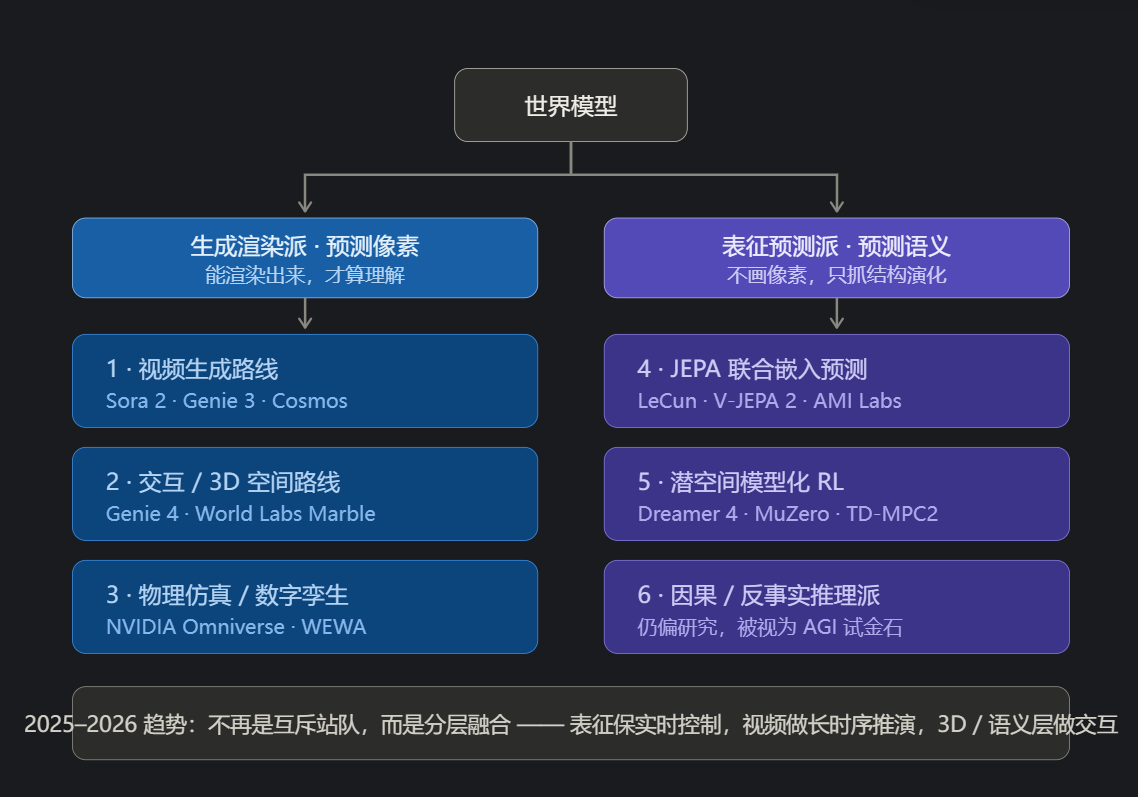 世界模型
生成渲染派 · 预测像素
能渲染出来，才算理解
表征预测派 · 预测语义
不画像素，只抓结构演化
1 · 视频生成路线
Sora 2 · Genie 3 · Cosmos
2 · 交互 / 3D 空间路线
Genie 4 · World Labs Marble
3 · 物理仿真 / 数字孪生
NVIDIA Omniverse · WEWA
4 · JEPA 联合嵌入预测
LeCun · V-JEPA 2 · AMI Labs
5 · 潜空间模型化 RL
Dreamer 4 · MuZero · TD-MPC2
6 · 因果 / 反事实推理派
仍偏研究，被视为 AGI 试金石
2025–2026 趋势：不再是互斥站队，而是分层融合 —— 表征保实时控制，视频做长时序推演，3D / 语义层做交互